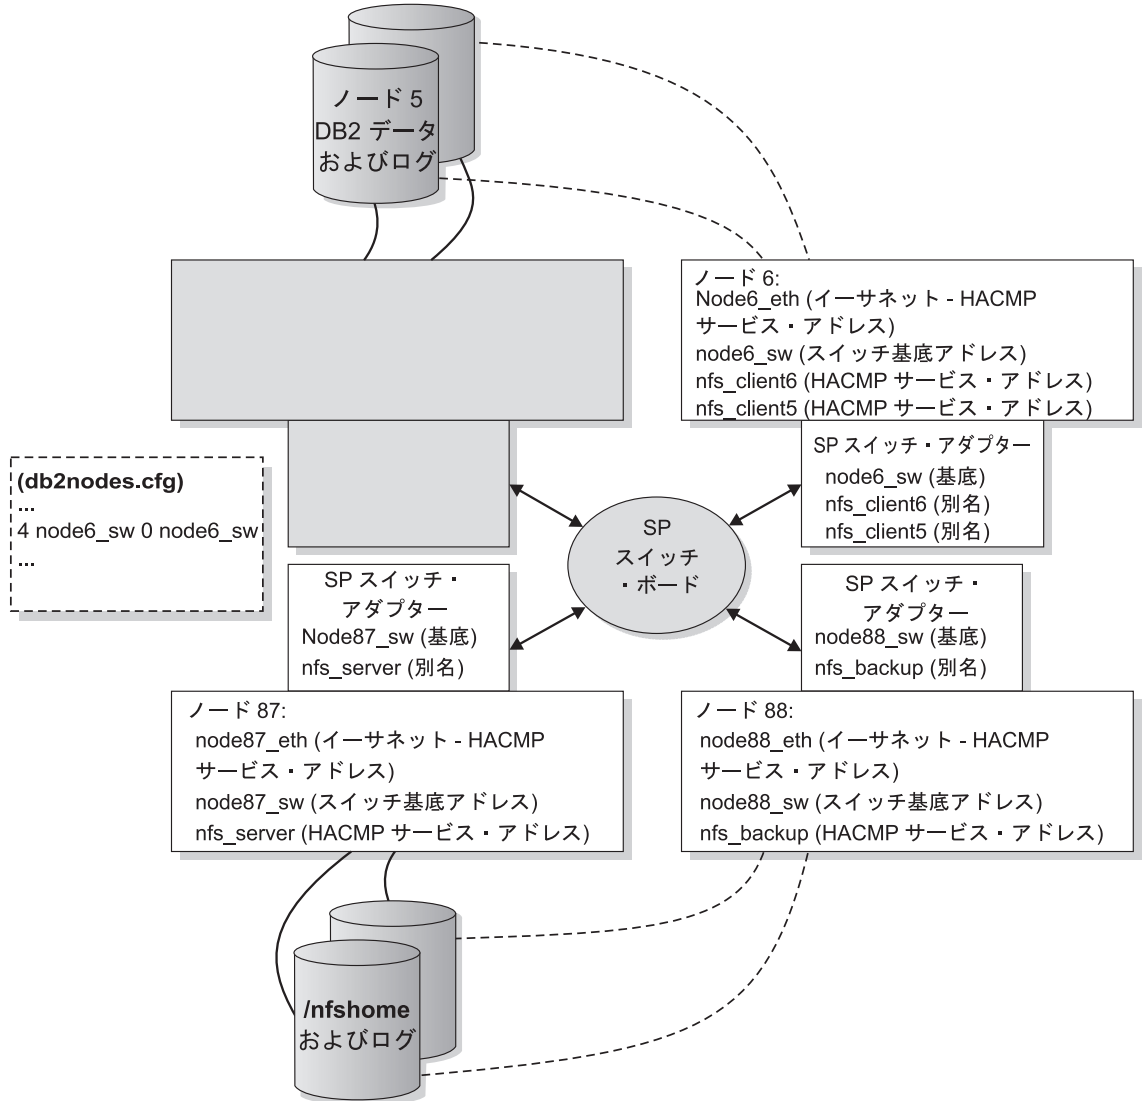 ノード 5
DB2 データ
およびログ
ノード 6:
Node6_eth (イーサネット - HACMP
サービス・アドレス)
node6_sw (スイッチ基底アドレス)
nfs_client6 (HACMP サービス・アドレス)
nfs_client5 (HACMP サービス・アドレス)
SP スイッチ・アダプター
node6_sw (基底)
nfs_client6 (別名)
nfs_client5 (別名)
(db2nodes.cfg)
...
4 node6_sw 0 node6_sw
...
SP
スイッチ
・ボード
SP スイッチ・
アダプター
Node87_sw (基底)
nfs_server (別名)
SP スイッチ・
アダプター
node88_sw (基底)
nfs_backup (別名)
ノード 87:
node87_eth (イーサネット - HACMP
サービス・アドレス)
node87_sw (スイッチ基底アドレス)
nfs_server (HACMP サービス・アドレス)
ノード 88:
node88_eth (イーサネット - HACMP
サービス・アドレス)
node88_sw (スイッチ基底アドレス)
nfs_backup (HACMP サービス・アドレス)
/nfshome
およびログ